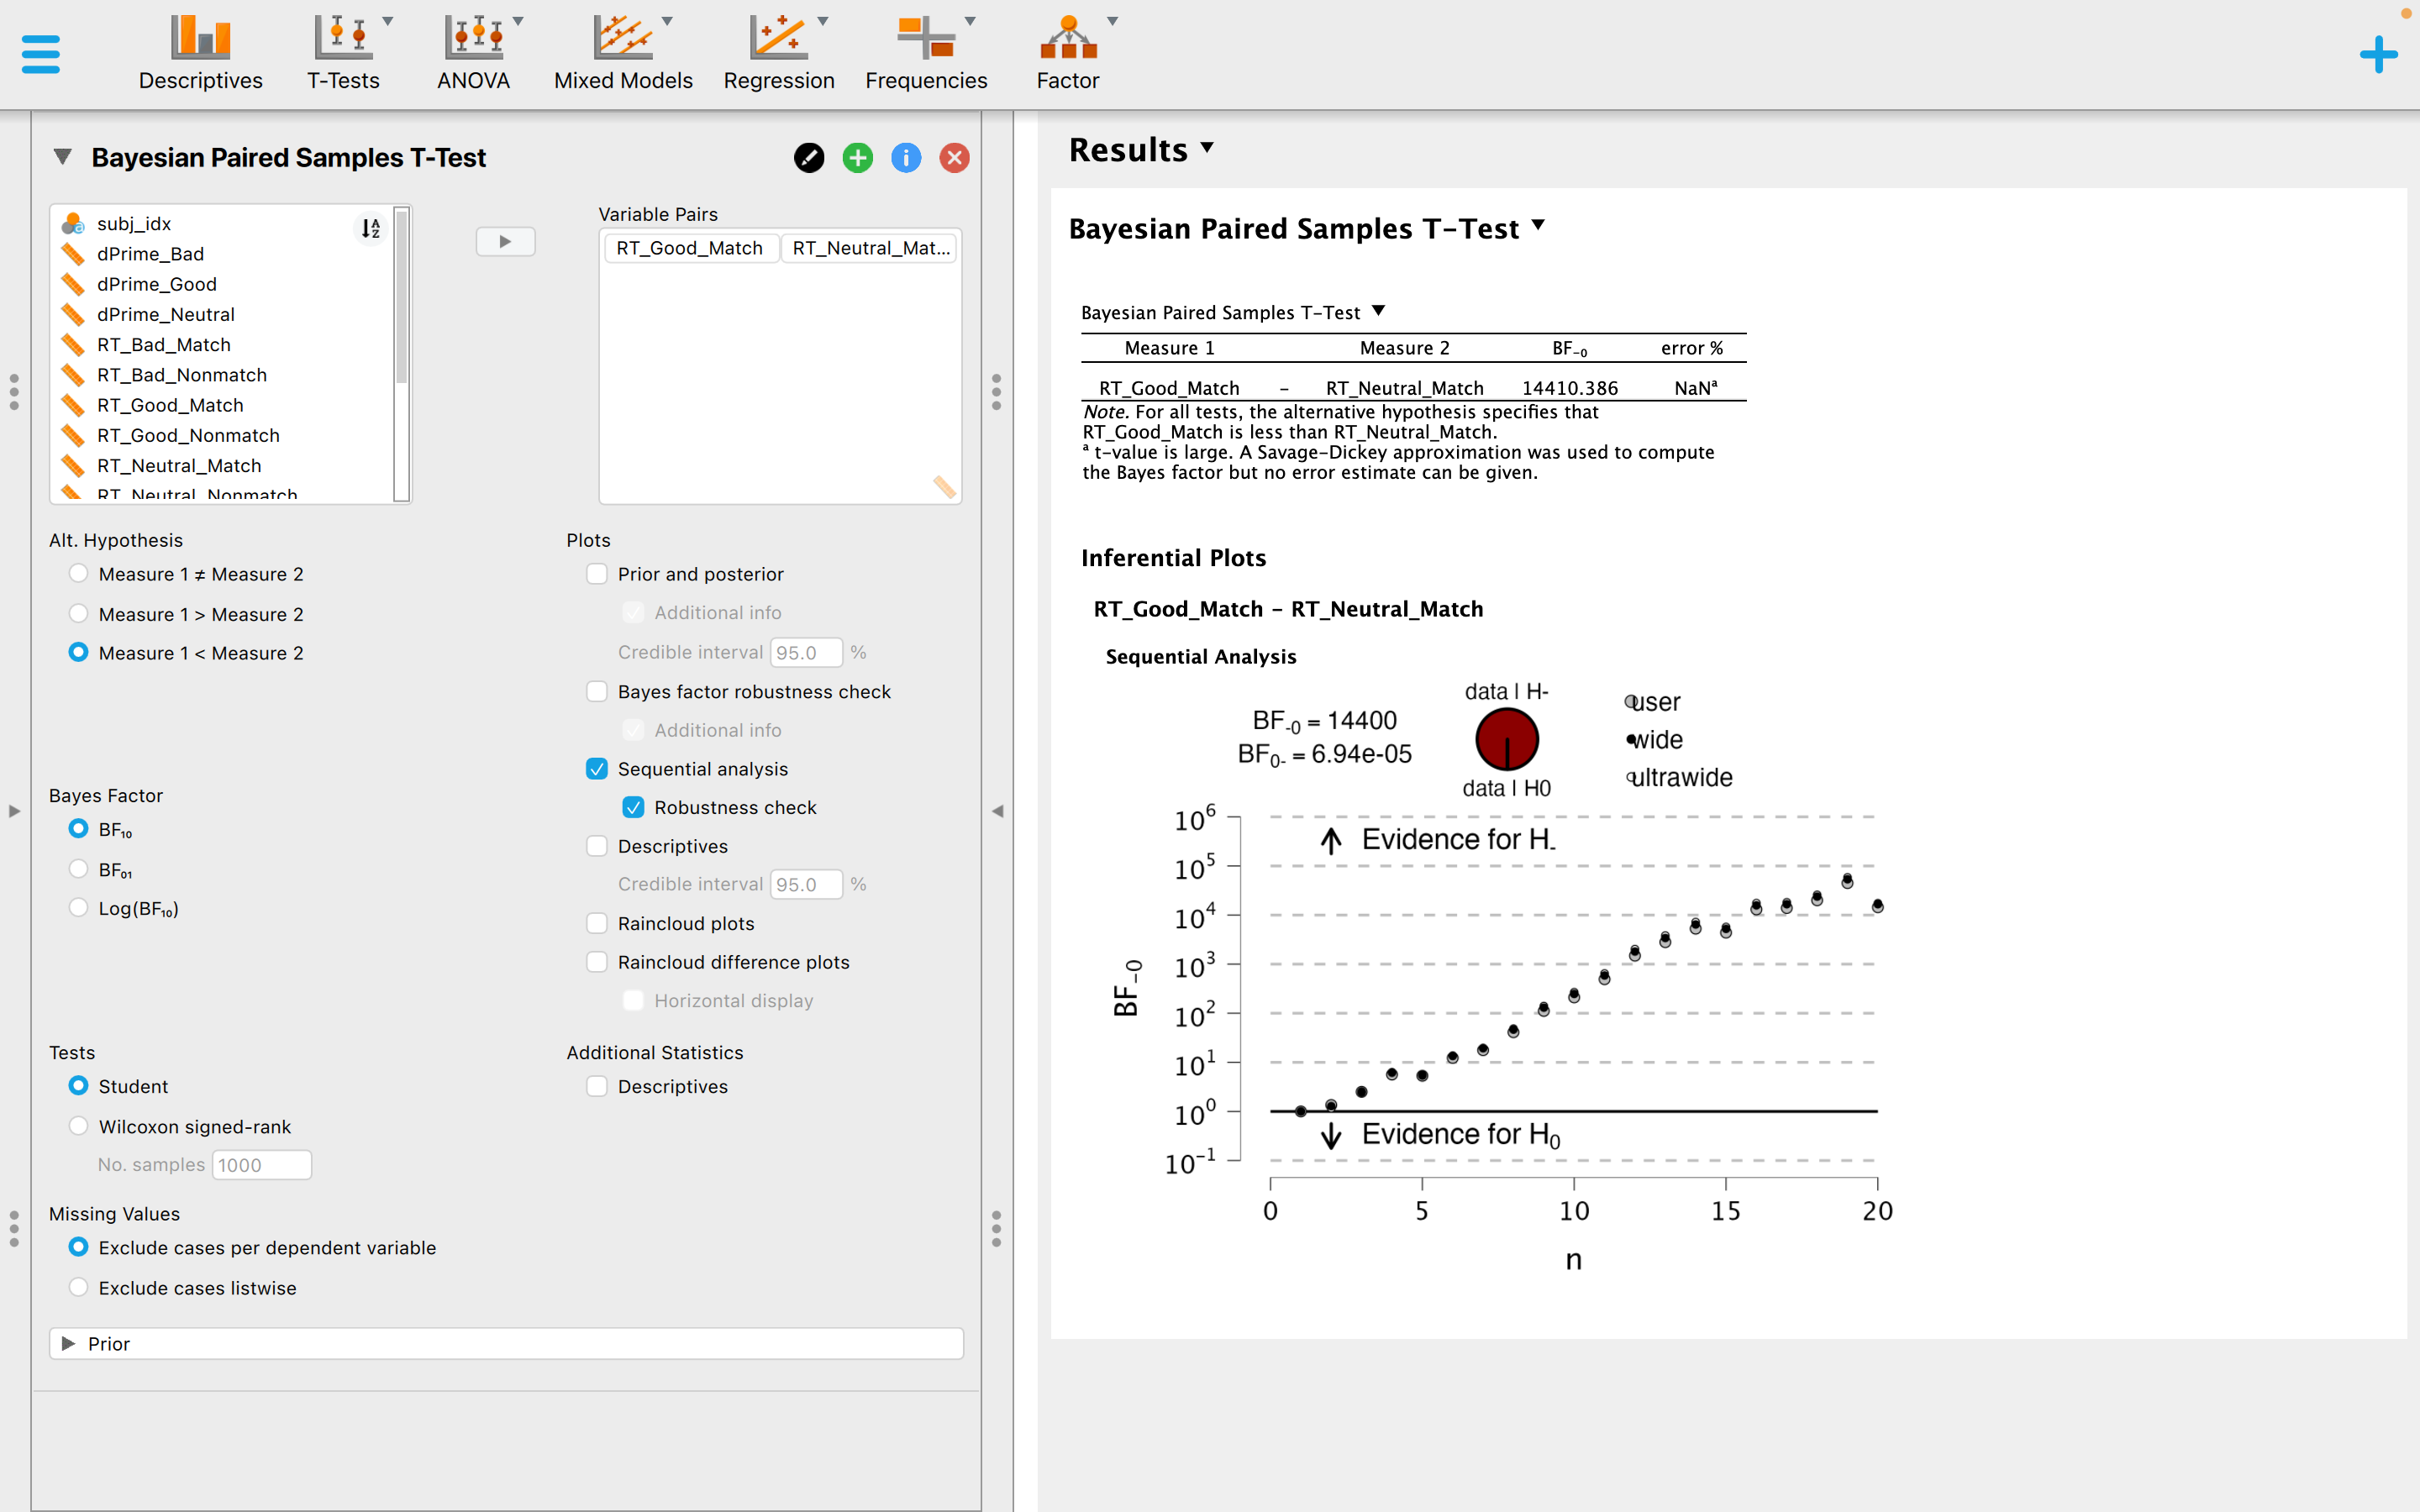 Descriptives
T-Tests
ANOVA
Mixed Models
Regression
Frequencies
Factor
Bayesian Paired Samples T-Test
subj_idx
dPrime_Bad
dPrime_Good
dPrime_Neutral
RT_Bad_Match
RT_Bad_Nonmatch
RT_Good_Match
RT_Good_Nonmatch
RT_Neutral_Match
RT_Neutral_Nonmatch
Variable Pairs
RT_Good_Match RT_Neutral_Mat...
Alt. Hypothesis
Measure 1 ≠ Measure 2
Measure 1 > Measure 2
Measure 1 < Measure 2
Bayes Factor
BF₁₀
BF₀₁
Log(BF₁₀)
Tests
Student
Wilcoxon signed-rank
No. samples 1000
Missing Values
Exclude cases per dependent variable
Exclude cases listwise
Prior
Plots
Prior and posterior
Additional info
Credible interval 95.0 %
Bayes factor robustness check
Additional info
Sequential analysis
Robustness check
Descriptives
Credible interval 95.0 %
Raincloud plots
Raincloud difference plots
Horizontal display
Additional Statistics
Descriptives
Results
Bayesian Paired Samples T-Test
Bayesian Paired Samples T-Test
Measure 1 Measure 2 BF₋₀ error %
RT_Good_Match - RT_Neutral_Match 14410.386 NaNᵃ
Note. For all tests, the alternative hypothesis specifies that
RT_Good_Match is less than RT_Neutral_Match.
ᵃ t-value is large. A Savage-Dickey approximation was used to compute
the Bayes factor but no error estimate can be given.
Inferential Plots
RT_Good_Match - RT_Neutral_Match
Sequential Analysis
BF₋₀ = 14400
BF₀₋ = 6.94e-05
data | H-
data | H0
user
wide
ultrawide
10⁶
10⁵
10⁴
10³
10²
10¹
10⁰
10⁻¹
BF₋₀
Evidence for H₋
Evidence for H₀
0 5 10 15 20
n